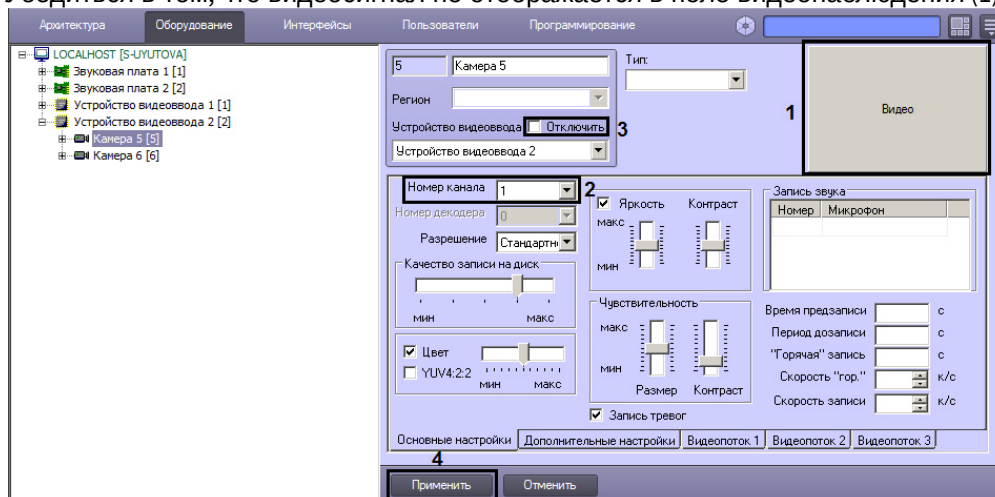 Убедиться в том, что видеосигнал не отображается в поле видеонаблюдения (1)
Архитектура Оборудование Интерфейсы Пользователи Программирование
LOCALHOST [S-UYUTOVA]
Звуковая плата 1 [1]
Звуковая плата 2 [2]
Устройство видеоввода 1 [1]
Устройство видеоввода 2 [2]
Камера 5 [5]
Камера 6 [6]
5 Камера 5 Тип:
Регион
Устройство видеоввода Отключить 3
Устройство видеоввода 2
1 Видео
Номер канала 1 2
Номер декодера 0
Разрешение Стандартн
Качество записи на диск
мин макс
Цвет
YUV4:2:2
мин макс
Яркость Контраст
макс
мин
Чувствительность
макс
мин
Размер Контраст
Запись тревог
Запись звука
Номер Микрофон
Время предзаписи с
Период дозаписи с
"Горячая" запись с
Скорость "гор." к/с
Скорость записи к/с
Основные настройки Дополнительные настройки Видеопоток 1 Видеопоток 2 Видеопоток 3
4
Применить Отменить